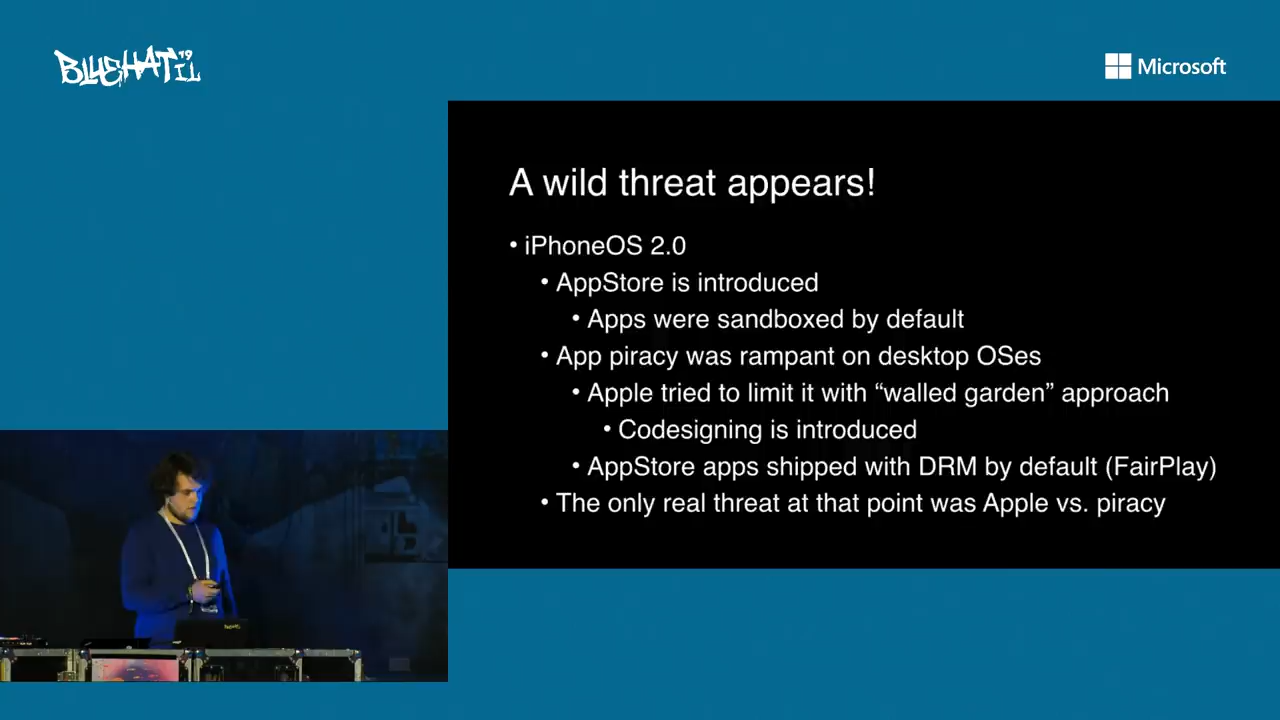 BLUEHAT IL 19
Microsoft
A wild threat appears!
• iPhoneOS 2.0
• AppStore is introduced
• Apps were sandboxed by default
• App piracy was rampant on desktop OSes
• Apple tried to limit it with “walled garden” approach
• Codesigning is introduced
• AppStore apps shipped with DRM by default (FairPlay)
• The only real threat at that point was Apple vs. piracy